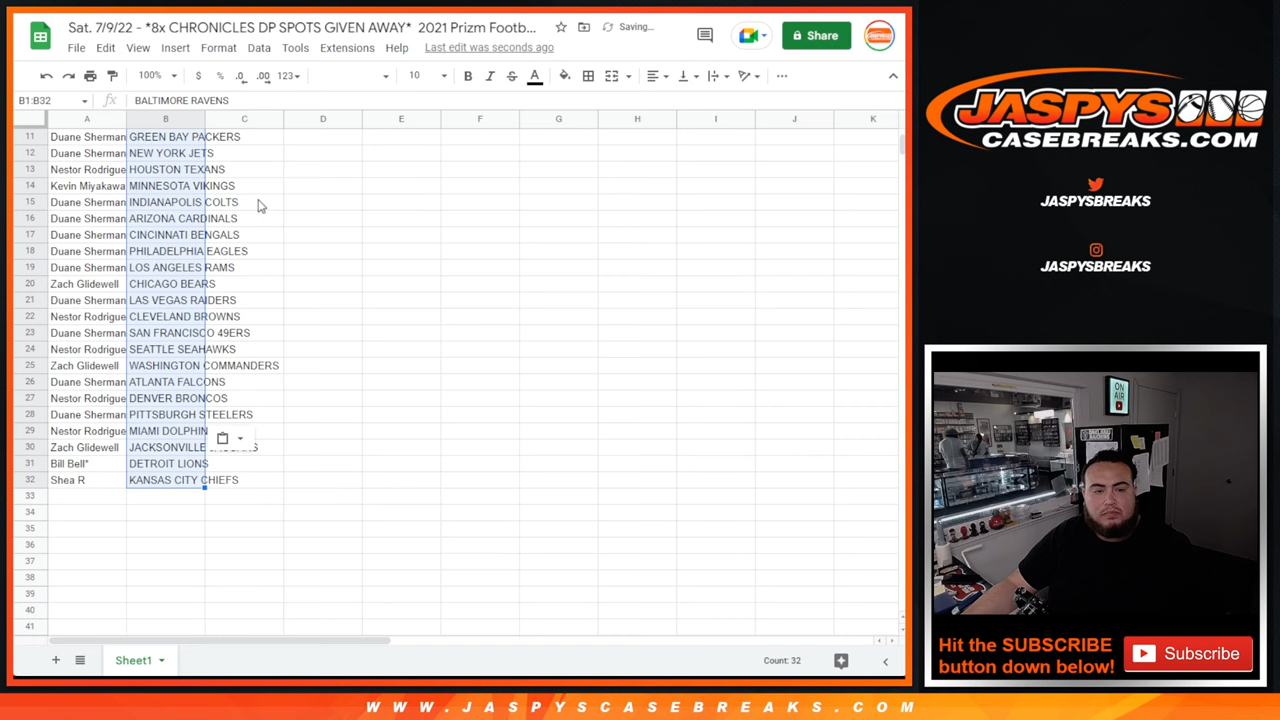 Sat. 7/9/22 - *8x CHRONICLES DP SPOTS GIVEN AWAY* 2021 Prizm Footb...
Saving...
Share
File Edit View Insert Format Data Tools Extensions Help Last edit was seconds ago
100% $ % .0 .00 123 10 B I S A
B1:B32 fx BALTIMORE RAVENS
A B C D E F G H I J K
11 Duane Sherman GREEN BAY PACKERS
12 Duane Sherman NEW YORK JETS
13 Nestor Rodrigue HOUSTON TEXANS
14 Kevin Miyakawa MINNESOTA VIKINGS
15 Duane Sherman INDIANAPOLIS COLTS
16 Duane Sherman ARIZONA CARDINALS
17 Duane Sherman CINCINNATI BENGALS
18 Duane Sherman PHILADELPHIA EAGLES
19 Duane Sherman LOS ANGELES RAMS
20 Zach Glidewell CHICAGO BEARS
21 Duane Sherman LAS VEGAS RAIDERS
22 Nestor Rodrigue CLEVELAND BROWNS
23 Duane Sherman SAN FRANCISCO 49ERS
24 Nestor Rodrigue SEATTLE SEAHAWKS
25 Zach Glidewell WASHINGTON COMMANDERS
26 Duane Sherman ATLANTA FALCONS
27 Nestor Rodrigue DENVER BRONCOS
28 Duane Sherman PITTSBURGH STEELERS
29 Nestor Rodrigue MIAMI DOLPHIN
30 Zach Glidewell JACKSONVILLE
31 Bill Bell* DETROIT LIONS
32 Shea R KANSAS CITY CHIEFS
33
34
35
36
37
38
39
40
41
Sheet1
Count: 32
JASPYS
CASEBREAKS.COM
JASPYSBREAKS
JASPYSBREAKS
ON
AIR
Hit the SUBSCRIBE
button down below!
Subscribe
WWW.JASPYSCASEBREAKS.COM